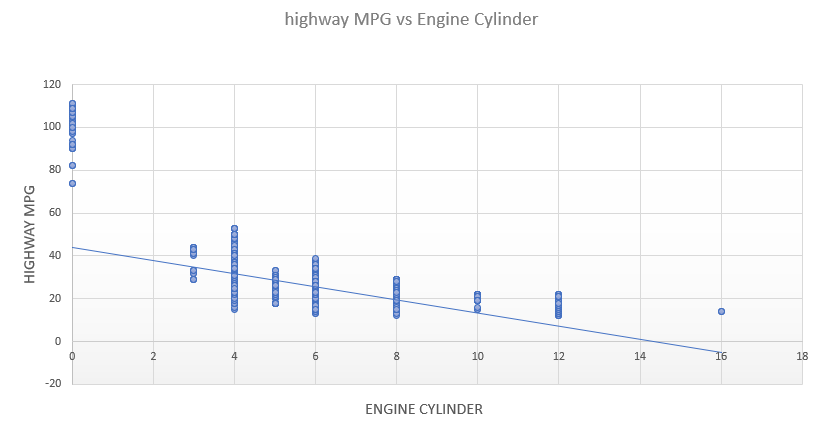 highway MPG vs Engine Cylinder
120
100
80
60
40
20
0
-20
HIGHWAY MPG
0 2 4 6 8 10 12 14 16 18
ENGINE CYLINDER